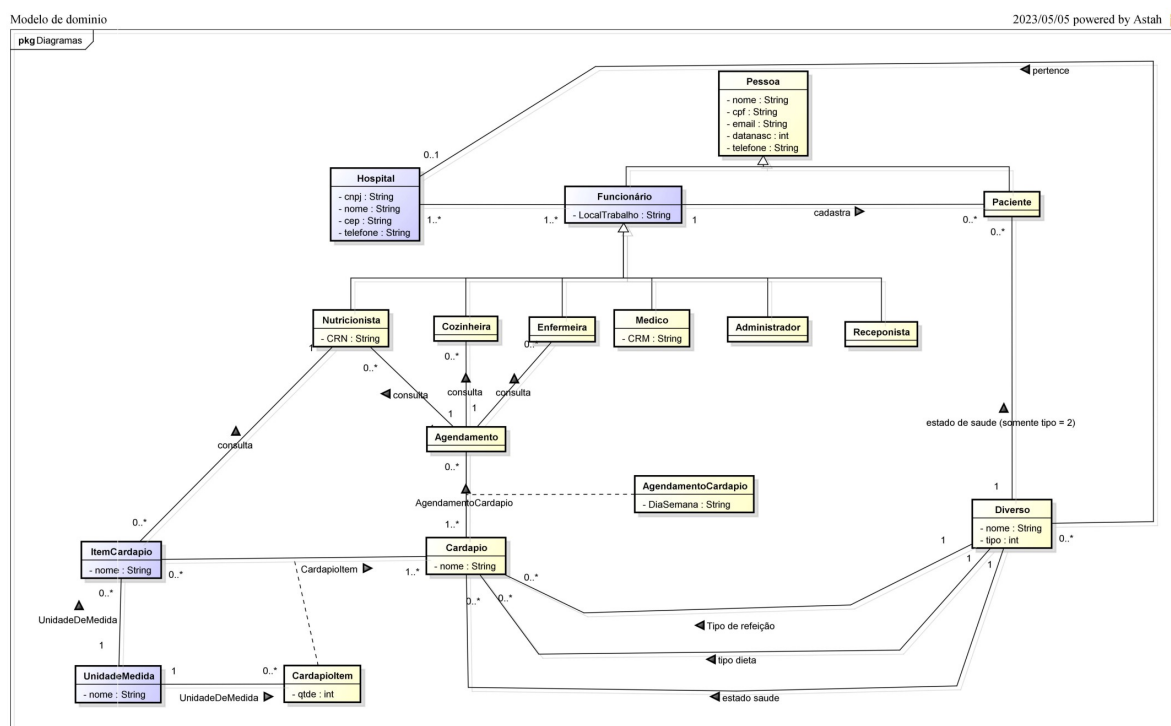 Modelo de dominio
2023/05/05 powered by Astah
pkg Diagramas
pertence
Pessoa
- nome : String
- cpf : String
- email : String
- datanasc : int
- telefone : String
0..1
Hospital
- cnpj : String
- nome : String
- cep : String
- telefone : String
1..*
1..*
Funcionário
- LocalTrabalho : String
1
cadastra
0..*
Paciente
0..*
Nutricionista
- CRN : String
Cozinheira
Enfermeira
Medico
- CRM : String
Administrador
Receponista
1
0..*
0..*
0..*
consulta
consulta
consulta
1
1
estado de saude (somente tipo = 2)
consulta
Agendamento
0..*
AgendamentoCardapio
AgendamentoCardapio
- DiaSemana : String
1
Diverso
- nome : String
- tipo : int
0..*
0..*
1..*
ItemCardapio
- nome : String
0..*
CardapioItem
1..*
Cardapio
- nome : String
0..*
0..*
0..*
0..*
1
1
1
0..*
UnidadeDeMedida
1
Tipo de refeição
tipo dieta
estado saude
UnidadeMedida
- nome : String
1
UnidadeDeMedida
0..*
CardapioItem
- qtde : int